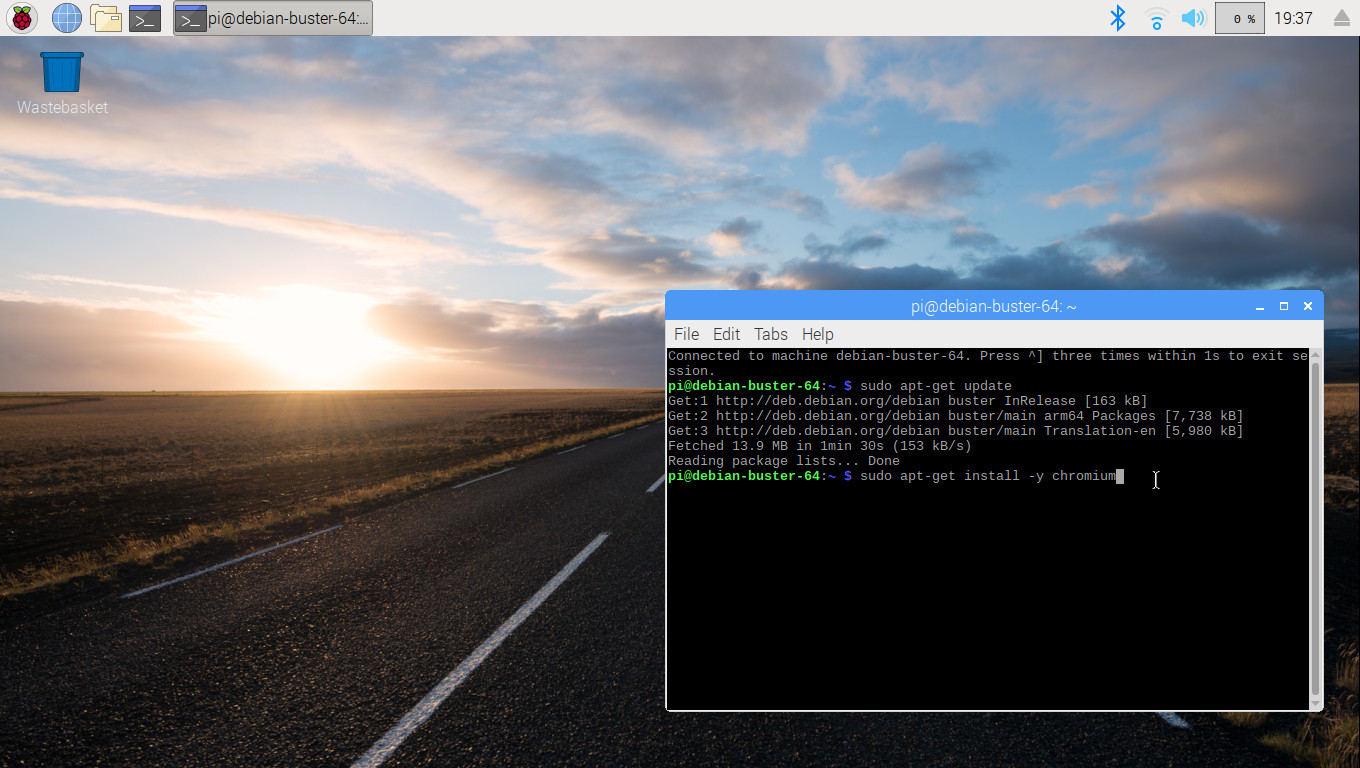 pi@debian-buster-64:...
0 %
19:37
Wastebasket
pi@debian-buster-64: ~
File Edit Tabs Help
Connected to machine debian-buster-64. Press ^] three times within 1s to exit se
ssion.
pi@debian-buster-64:~ $ sudo apt-get update
Get:1 http://deb.debian.org/debian buster InRelease [163 kB]
Get:2 http://deb.debian.org/debian buster/main arm64 Packages [7,738 kB]
Get:3 http://deb.debian.org/debian buster/main Translation-en [5,980 kB]
Fetched 13.9 MB in 1min 30s (153 kB/s)
Reading package lists... Done
pi@debian-buster-64:~ $ sudo apt-get install -y chromium